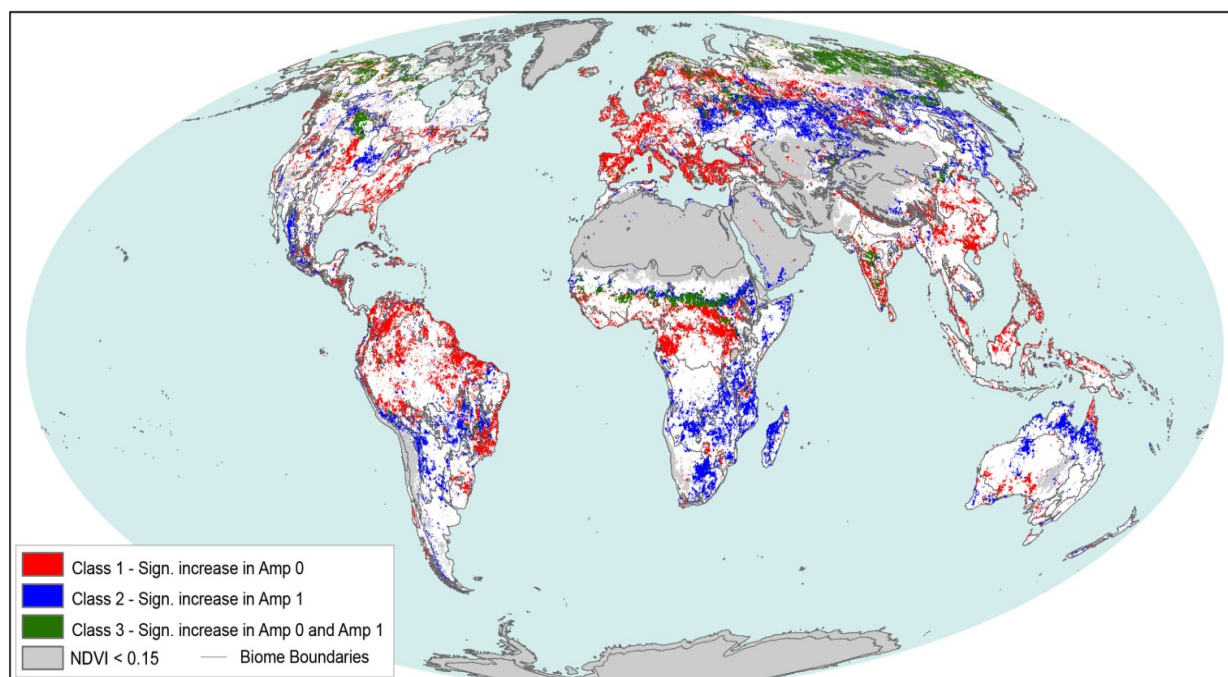 Class 1 - Sign. increase in Amp 0
Class 2 - Sign. increase in Amp 1
Class 3 - Sign. increase in Amp 0 and Amp 1
NDVI < 0.15 Biome Boundaries